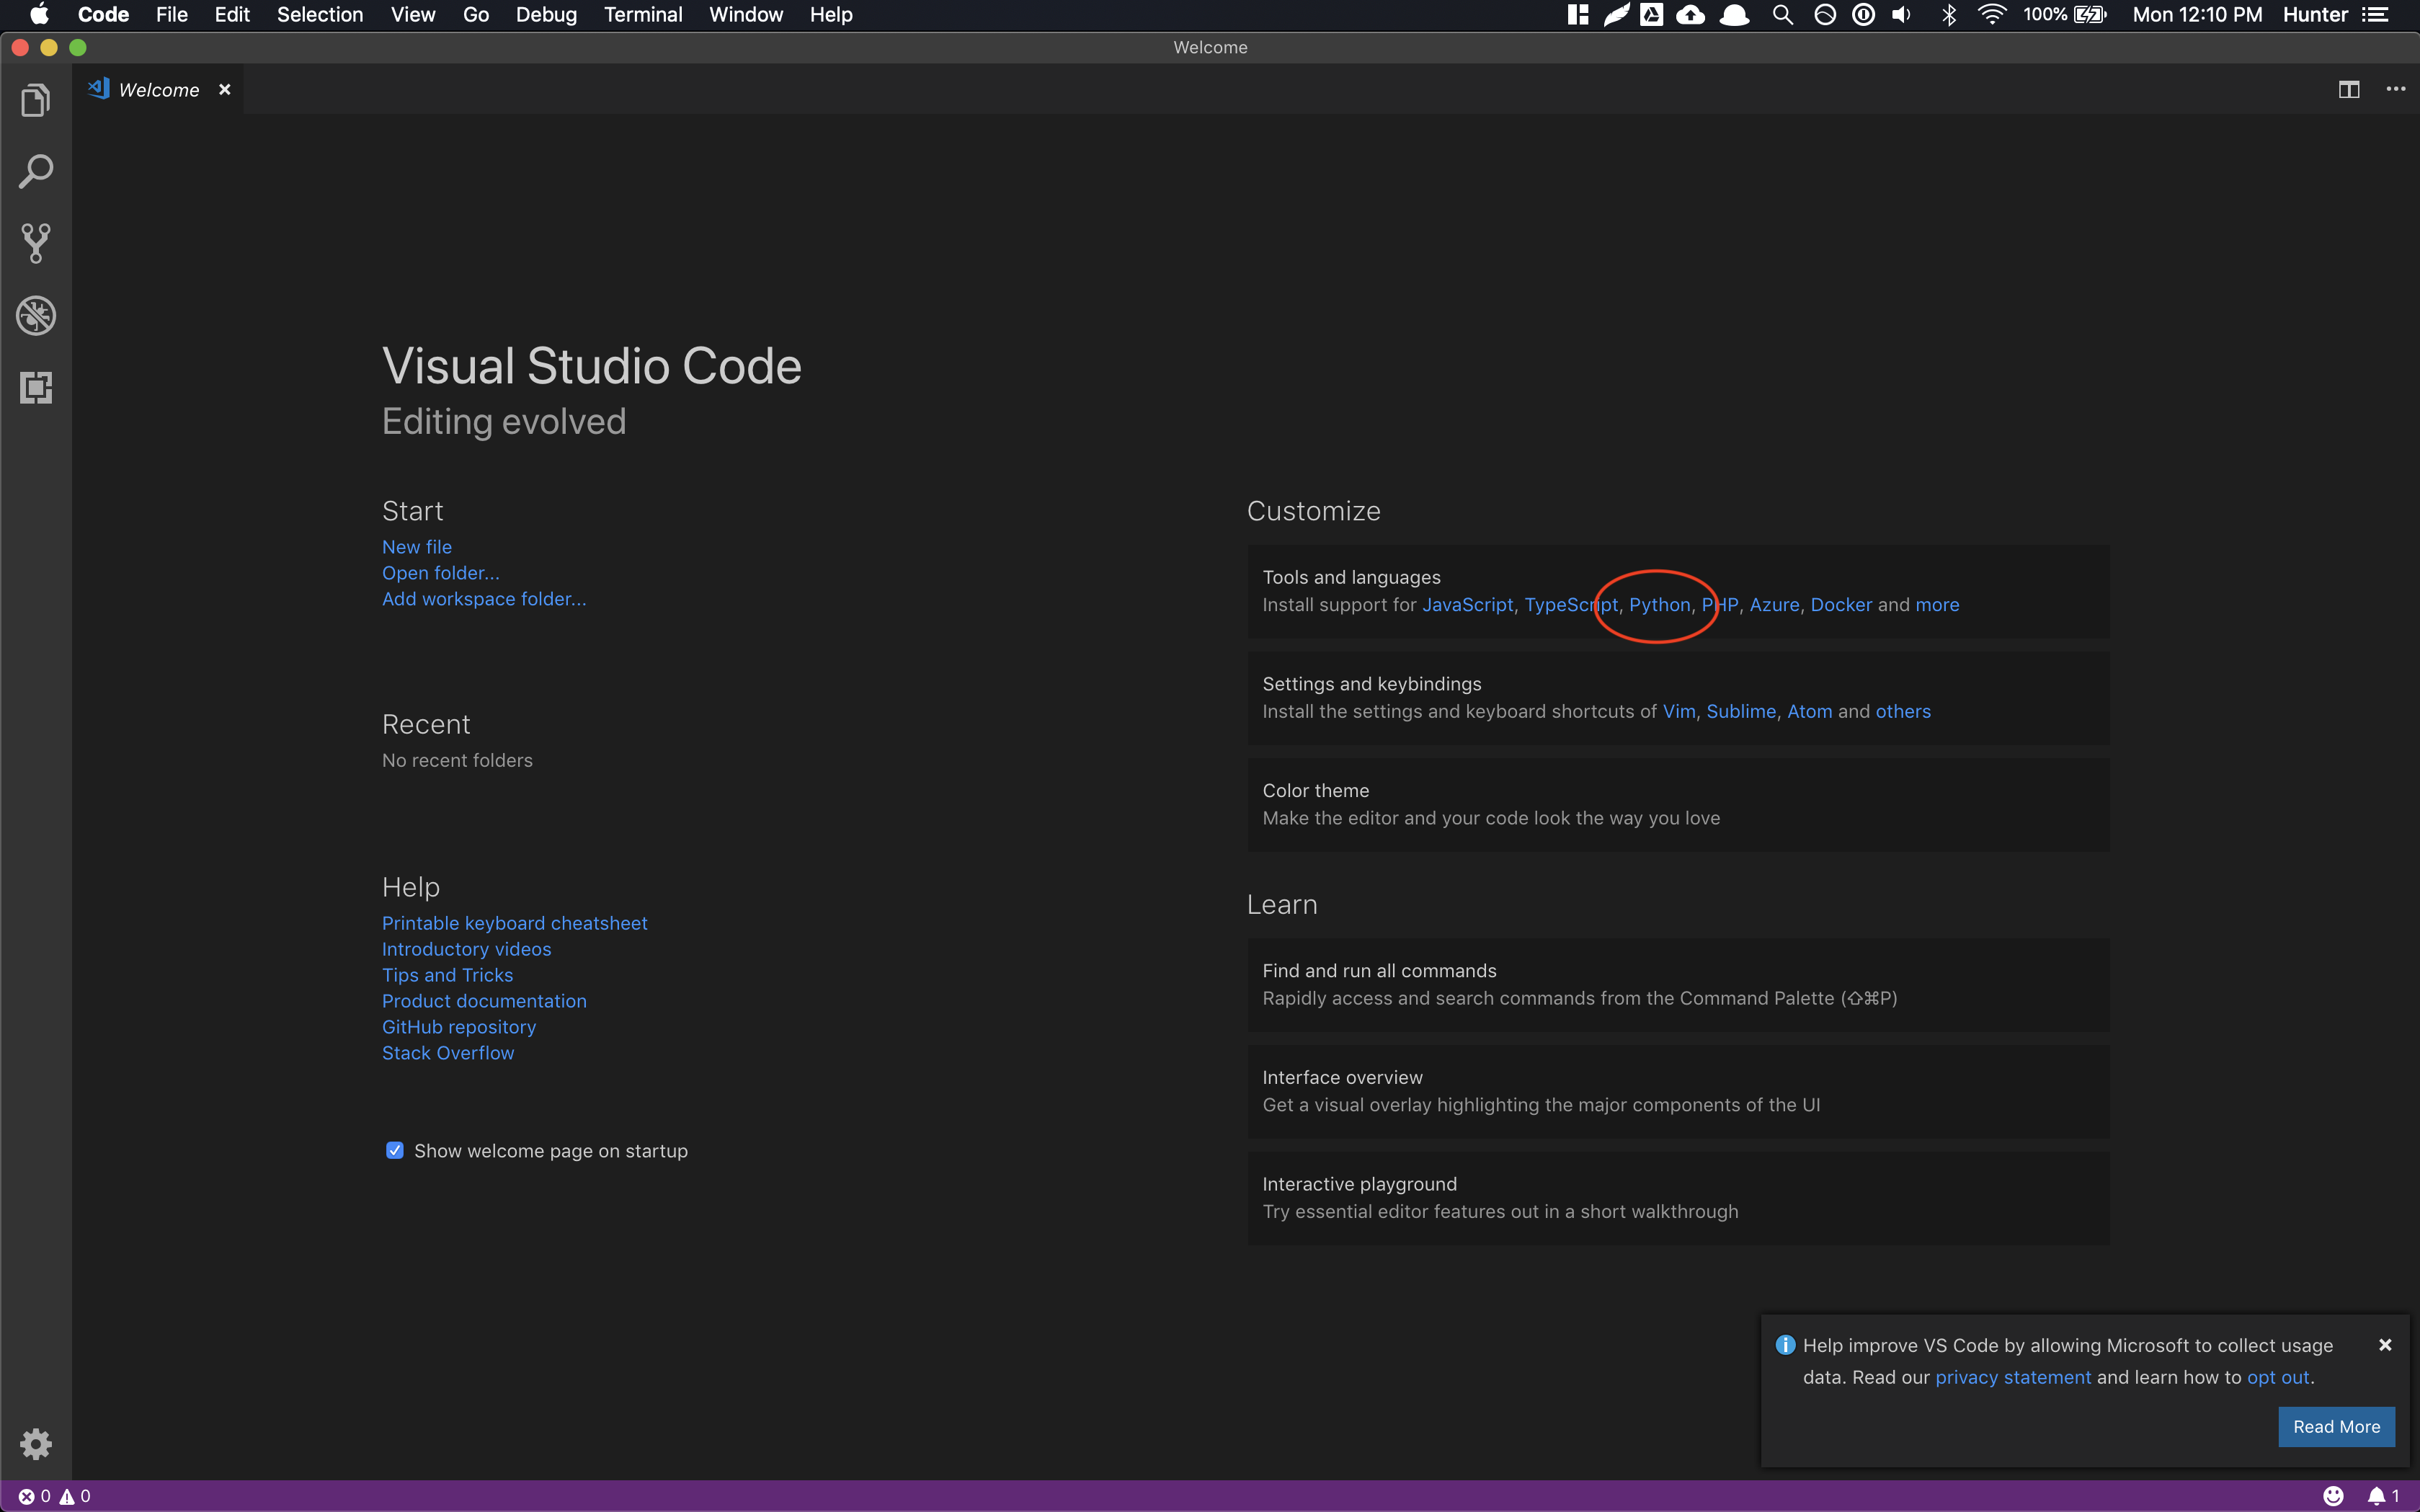 Code File Edit Selection View Go Debug Terminal Window Help 100% Mon 12:10 PM Hunter
Welcome
Welcome
Visual Studio Code
Editing evolved
Start
New file
Open folder...
Add workspace folder...
Recent
No recent folders
Help
Printable keyboard cheatsheet
Introductory videos
Tips and Tricks
Product documentation
GitHub repository
Stack Overflow
Show welcome page on startup
Customize
Tools and languages
Install support for JavaScript, TypeScript, Python, PHP, Azure, Docker and more
Settings and keybindings
Install the settings and keyboard shortcuts of Vim, Sublime, Atom and others
Color theme
Make the editor and your code look the way you love
Learn
Find and run all commands
Rapidly access and search commands from the Command Palette (⇧⌘P)
Interface overview
Get a visual overlay highlighting the major components of the UI
Interactive playground
Try essential editor features out in a short walkthrough
Help improve VS Code by allowing Microsoft to collect usage
data. Read our privacy statement and learn how to opt out.
Read More
0 0 1